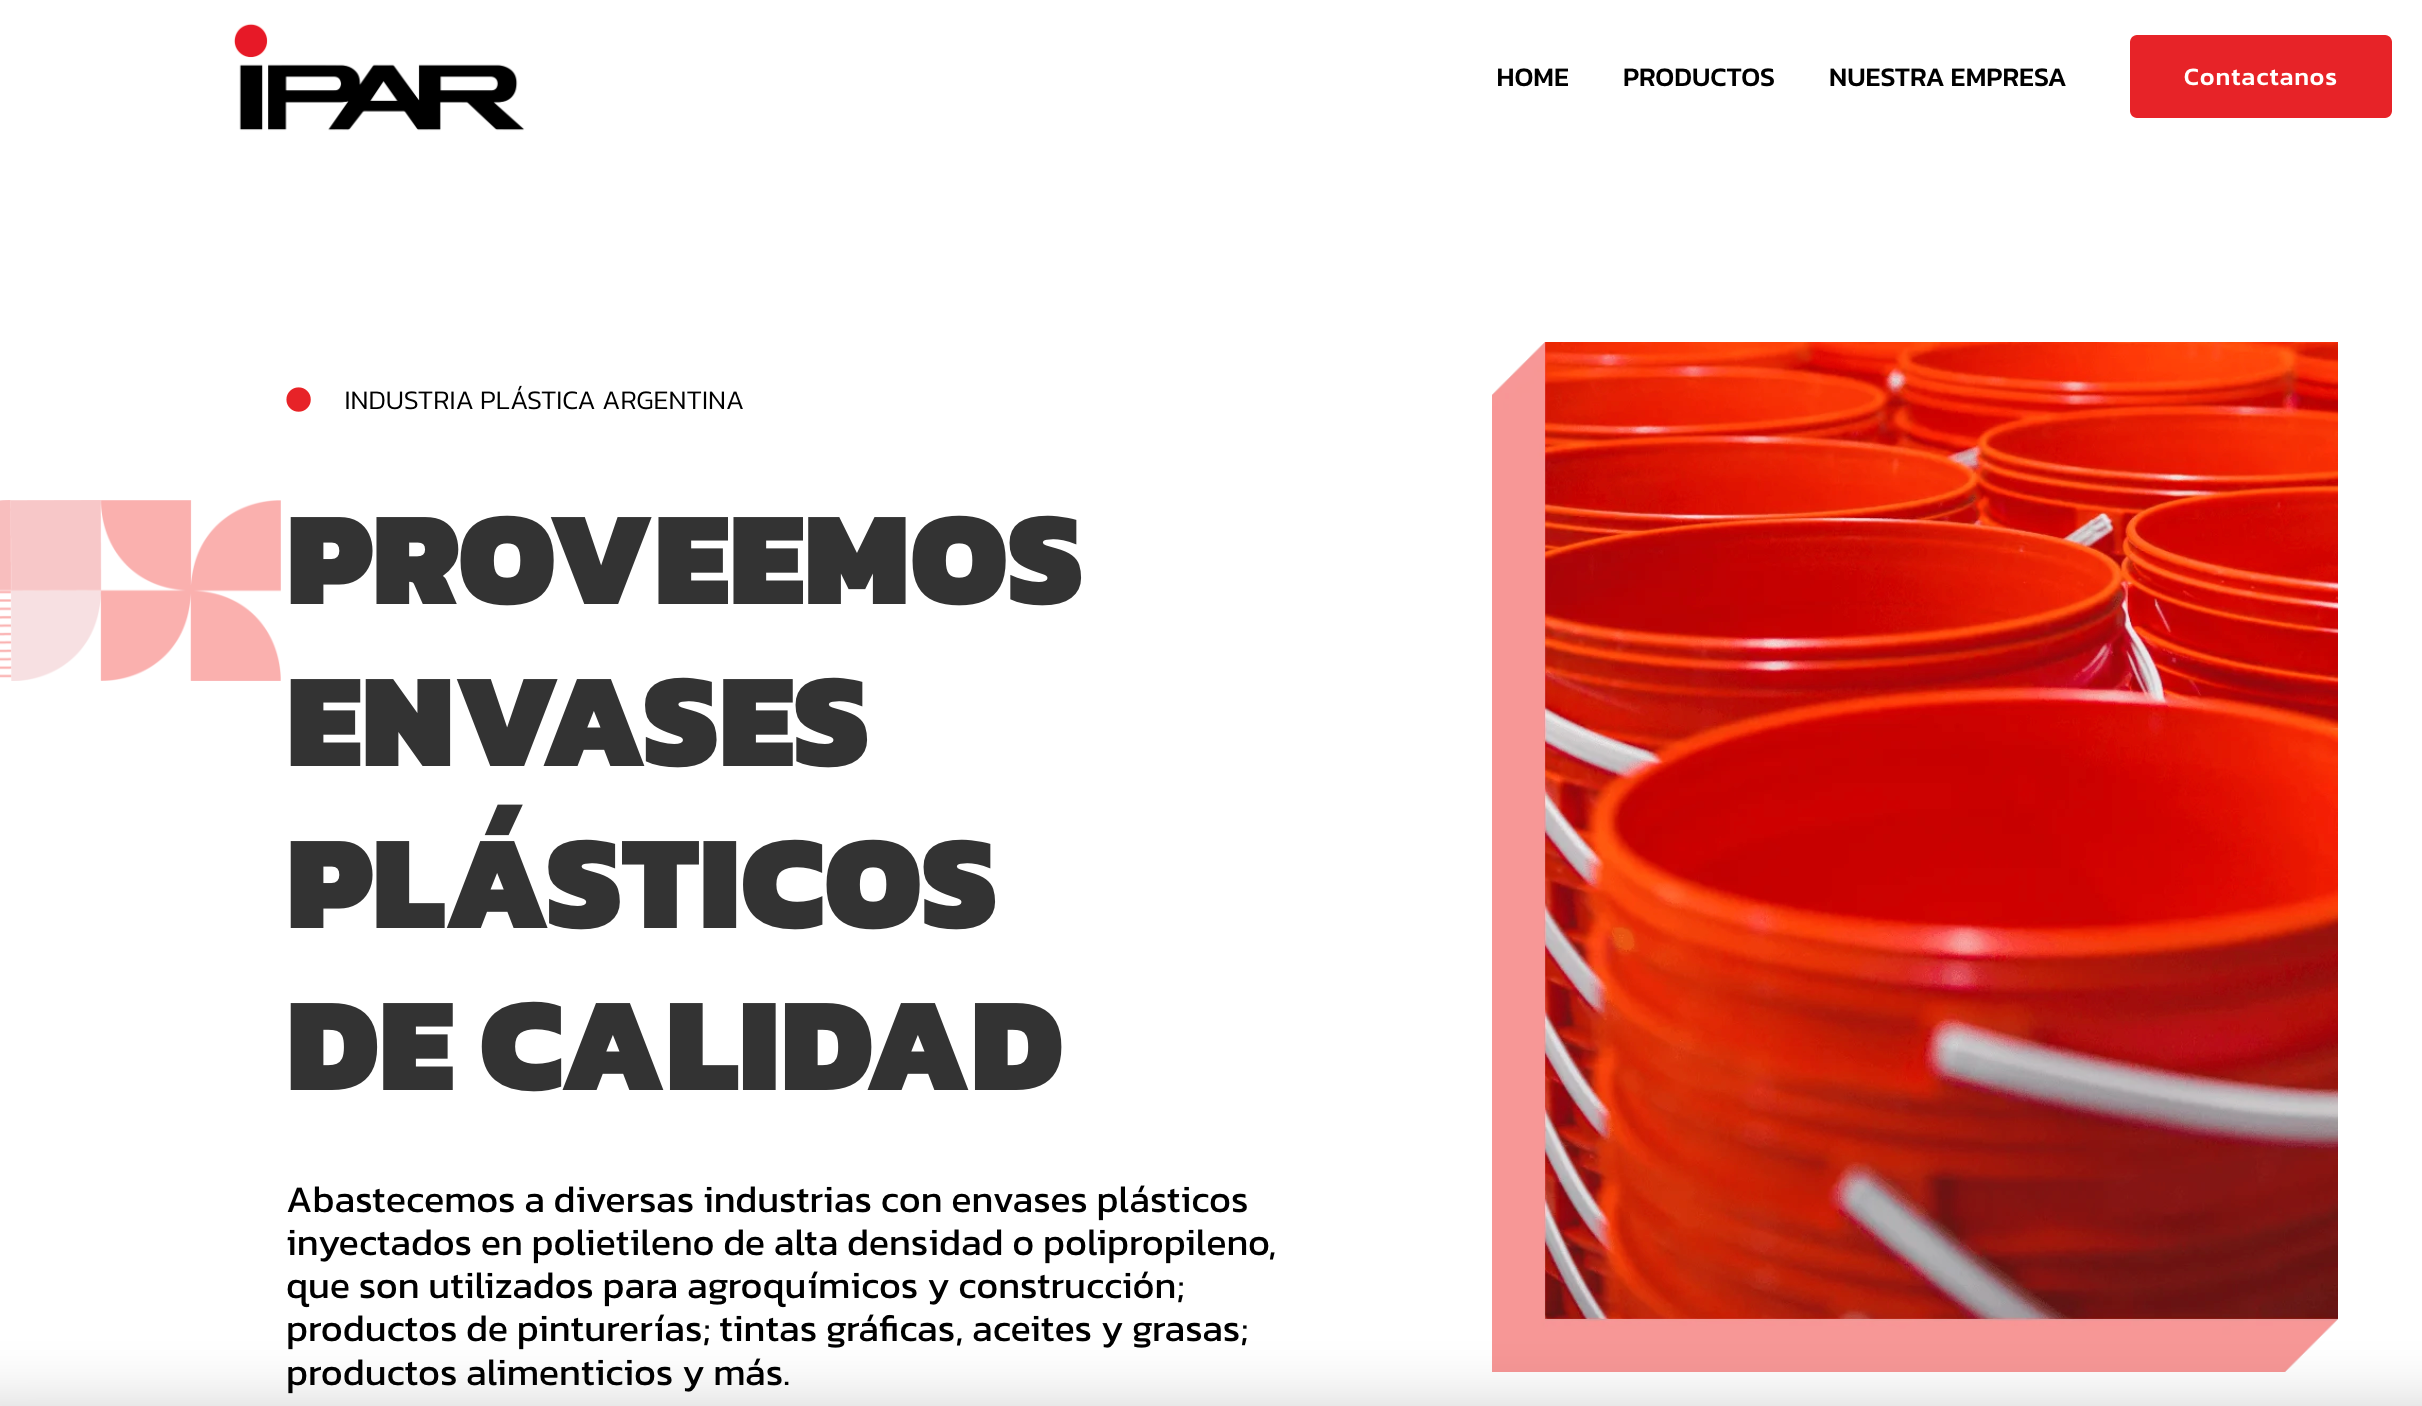 iPAR
HOME PRODUCTOS NUESTRA EMPRESA Contactanos
INDUSTRIA PLÁSTICA ARGENTINA
PROVEEMOS
ENVASES
PLÁSTICOS
DE CALIDAD
Abastecemos a diversas industrias con envases plásticos
inyectados en polietileno de alta densidad o polipropileno,
que son utilizados para agroquímicos y construcción;
productos de pinturerías; tintas gráficas, aceites y grasas;
productos alimenticios y más.